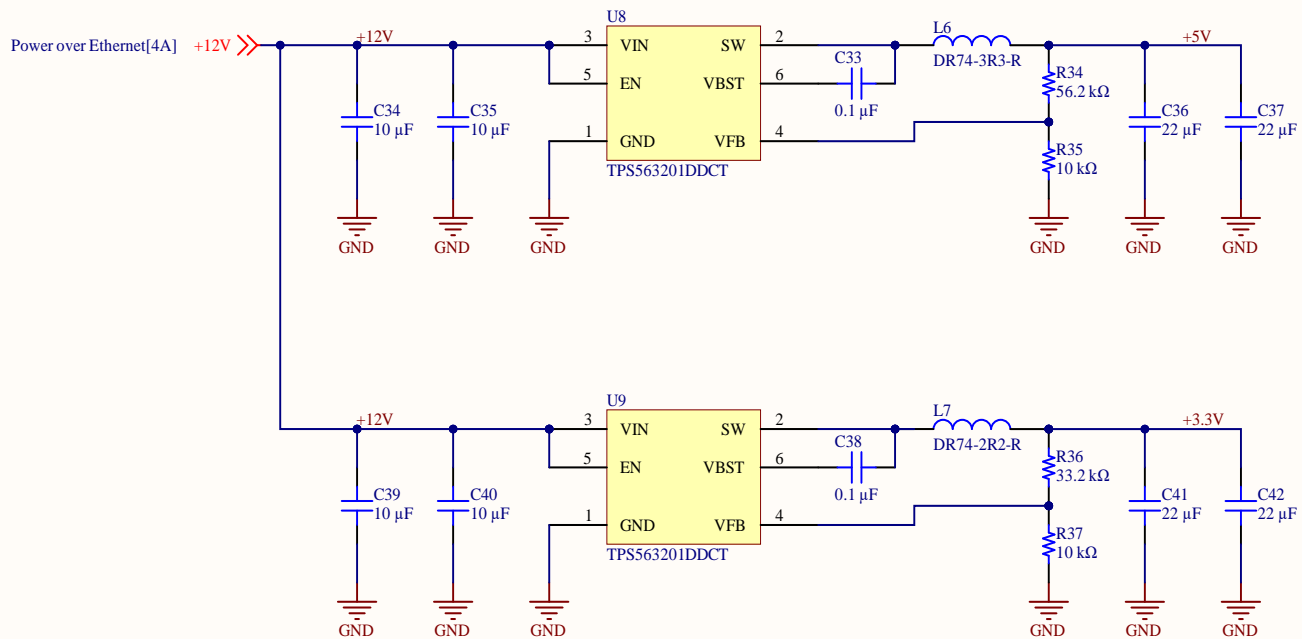 U8
L6
Power over Ethernet[4A] +12V +12V 3 VIN SW 2 +5V
C33 DR74-3R3-R
R34
5 EN VBST 6 56.2 kΩ
C34 C35 0.1 µF C36 C37
10 µF 10 µF 22 µF 22 µF
1 GND VFB 4
R35
10 kΩ
TPS563201DDCT
GND GND GND GND GND GND
U9
L7
+12V 3 VIN SW 2 +3.3V
C38 DR74-2R2-R
R36
5 EN VBST 6 33.2 kΩ
C39 C40 0.1 µF C41 C42
10 µF 10 µF 22 µF 22 µF
1 GND VFB 4
R37
10 kΩ
TPS563201DDCT
GND GND GND GND GND GND